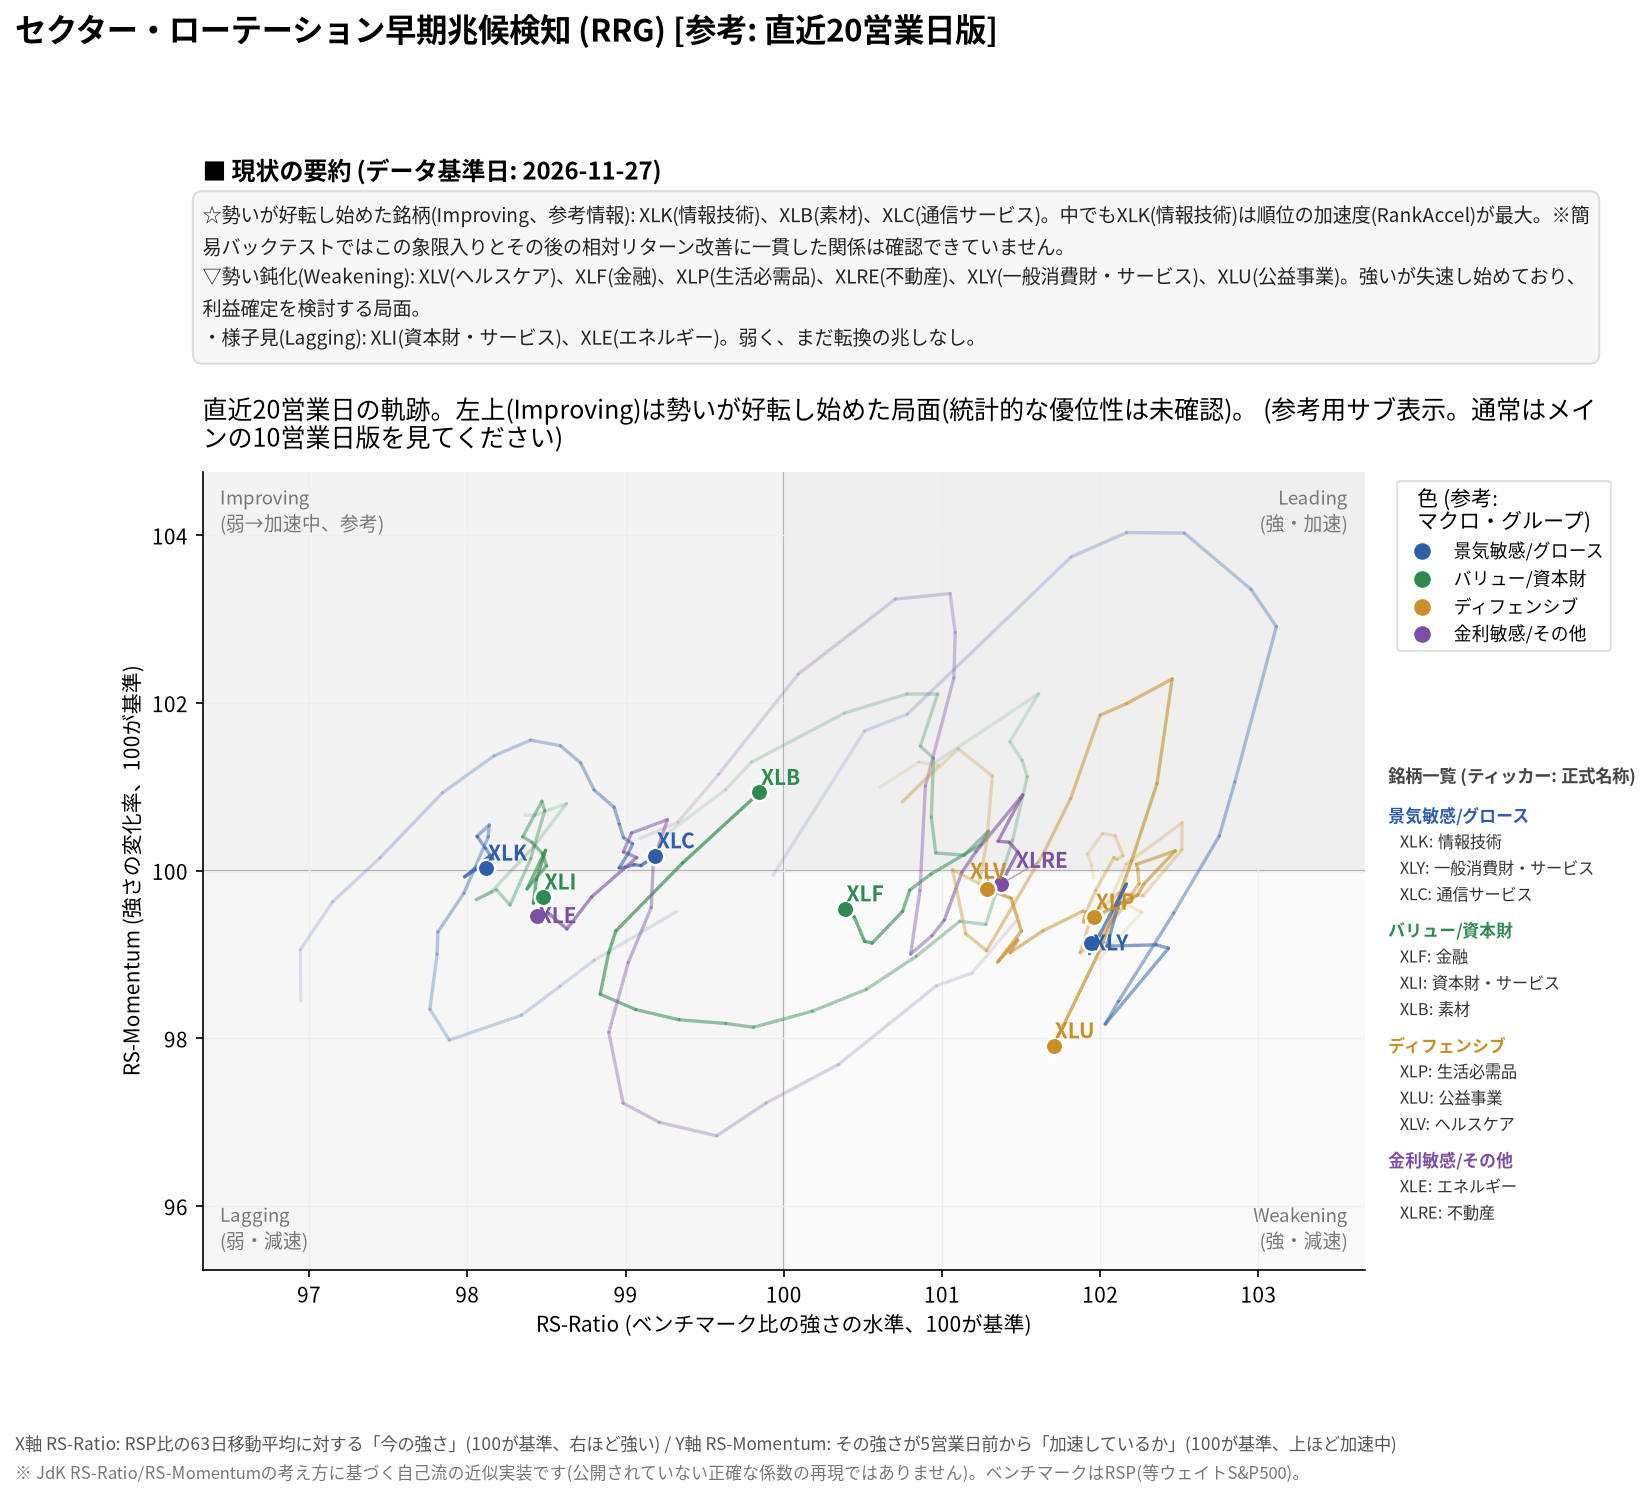 セクター・ローテーション早期兆候検知 (RRG) [参考: 直近20営業日版]
■ 現状の要約 (データ基準日: 2026-11-27)
☆勢いが好転し始めた銘柄(Improving、参考情報): XLK(情報技術)、XLB(素材)、XLC(通信サービス)。中でもXLK(情報技術)は順位の加速度(RankAccel)が最大。※簡
易バックテストではこの象限入りとその後の相対リターン改善に一貫した関係は確認できていません。
▽勢い鈍化(Weakening): XLV(ヘルスケア)、XLF(金融)、XLP(生活必需品)、XLRE(不動産)、XLY(一般消費財・サービス)、XLU(公益事業)。強いが失速し始めており、
利益確定を検討する局面。
・様子見(Lagging): XLI(資本財・サービス)、XLE(エネルギー)。弱く、まだ転換の兆しなし。
直近20営業日の軌跡。左上(Improving)は勢いが好転し始めた局面(統計的な優位性は未確認)。 (参考用サブ表示。通常はメイ
ンの10営業日版を見てください)
Improving
(弱→加速中、参考)
Leading
(強・加速)
104
102
100
98
96
RS-Momentum (強さの変化率、100が基準)
XLB
XLC
XLK
XLI
XLE
XLF
XLV
XLRE
XLP
XLY
XLU
Lagging
(弱・減速)
Weakening
(強・減速)
97
98
99
100
101
102
103
RS-Ratio (ベンチマーク比の強さの水準、100が基準)
色 (参考:
マクロ・グループ)
景気敏感/グロース
バリュー/資本財
ディフェンシブ
金利敏感/その他
銘柄一覧 (ティッカー: 正式名称)
景気敏感/グロース
XLK: 情報技術
XLY: 一般消費財・サービス
XLC: 通信サービス
バリュー/資本財
XLF: 金融
XLI: 資本財・サービス
XLB: 素材
ディフェンシブ
XLP: 生活必需品
XLU: 公益事業
XLV: ヘルスケア
金利敏感/その他
XLE: エネルギー
XLRE: 不動産
X軸 RS-Ratio: RSP比の63日移動平均に対する「今の強さ」(100が基準、右ほど強い) / Y軸 RS-Momentum: その強さが5営業日前から「加速しているか」(100が基準、上ほど加速中)
※ JdK RS-Ratio/RS-Momentumの考え方に基づく自己流の近似実装です(公開されていない正確な係数の再現ではありません)。ベンチマークはRSP(等ウェイトS&P500)。